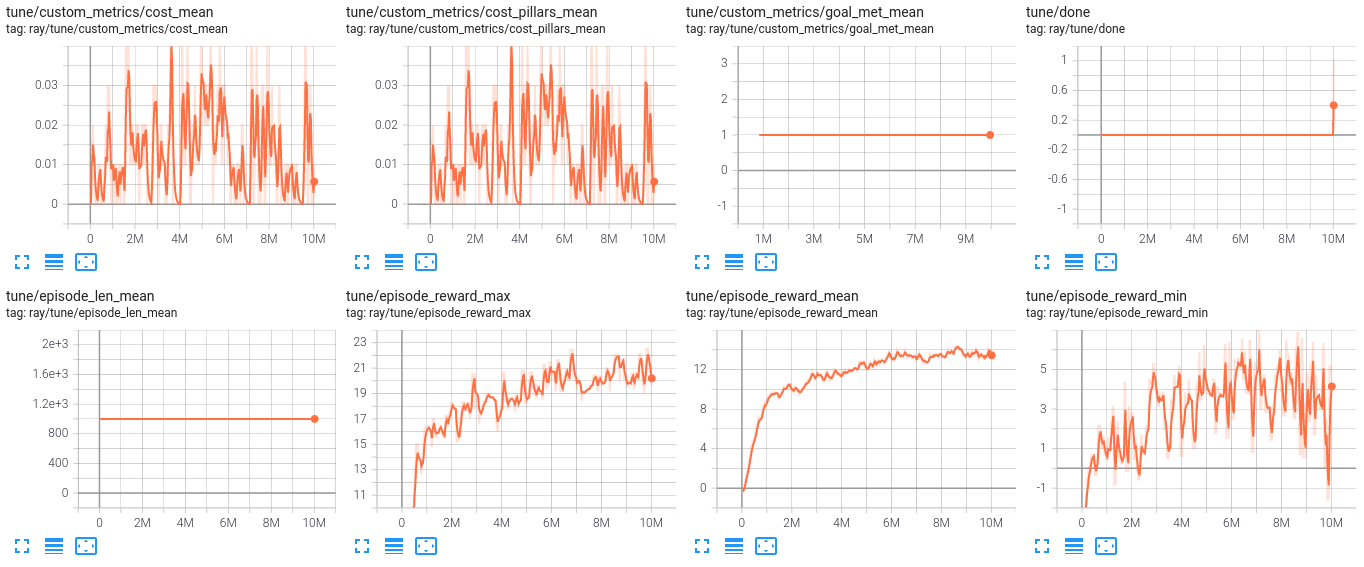 tune/custom_metrics/cost_mean
tag: ray/tune/custom_metrics/cost_mean
0.03
0.02
0.01
0
0 2M 4M 6M 8M 10M
tune/custom_metrics/cost_pillars_mean
tag: ray/tune/custom_metrics/cost_pillars_mean
0.03
0.02
0.01
0
0 2M 4M 6M 8M 10M
tune/custom_metrics/goal_met_mean
tag: ray/tune/custom_metrics/goal_met_mean
3
2
1
0
-1
1M 3M 5M 7M 9M
tune/done
tag: ray/tune/done
1
0.6
0.2
-0.2
-0.6
-1
0 2M 4M 6M 8M 10M
tune/episode_len_mean
tag: ray/tune/episode_len_mean
2e+3
1.6e+3
1.2e+3
800
400
0
0 2M 4M 6M 8M 10M
tune/episode_reward_max
tag: ray/tune/episode_reward_max
23
21
19
17
15
13
11
0 2M 4M 6M 8M 10M
tune/episode_reward_mean
tag: ray/tune/episode_reward_mean
12
8
4
0
0 2M 4M 6M 8M 10M
tune/episode_reward_min
tag: ray/tune/episode_reward_min
5
3
1
-1
0 2M 4M 6M 8M 10M